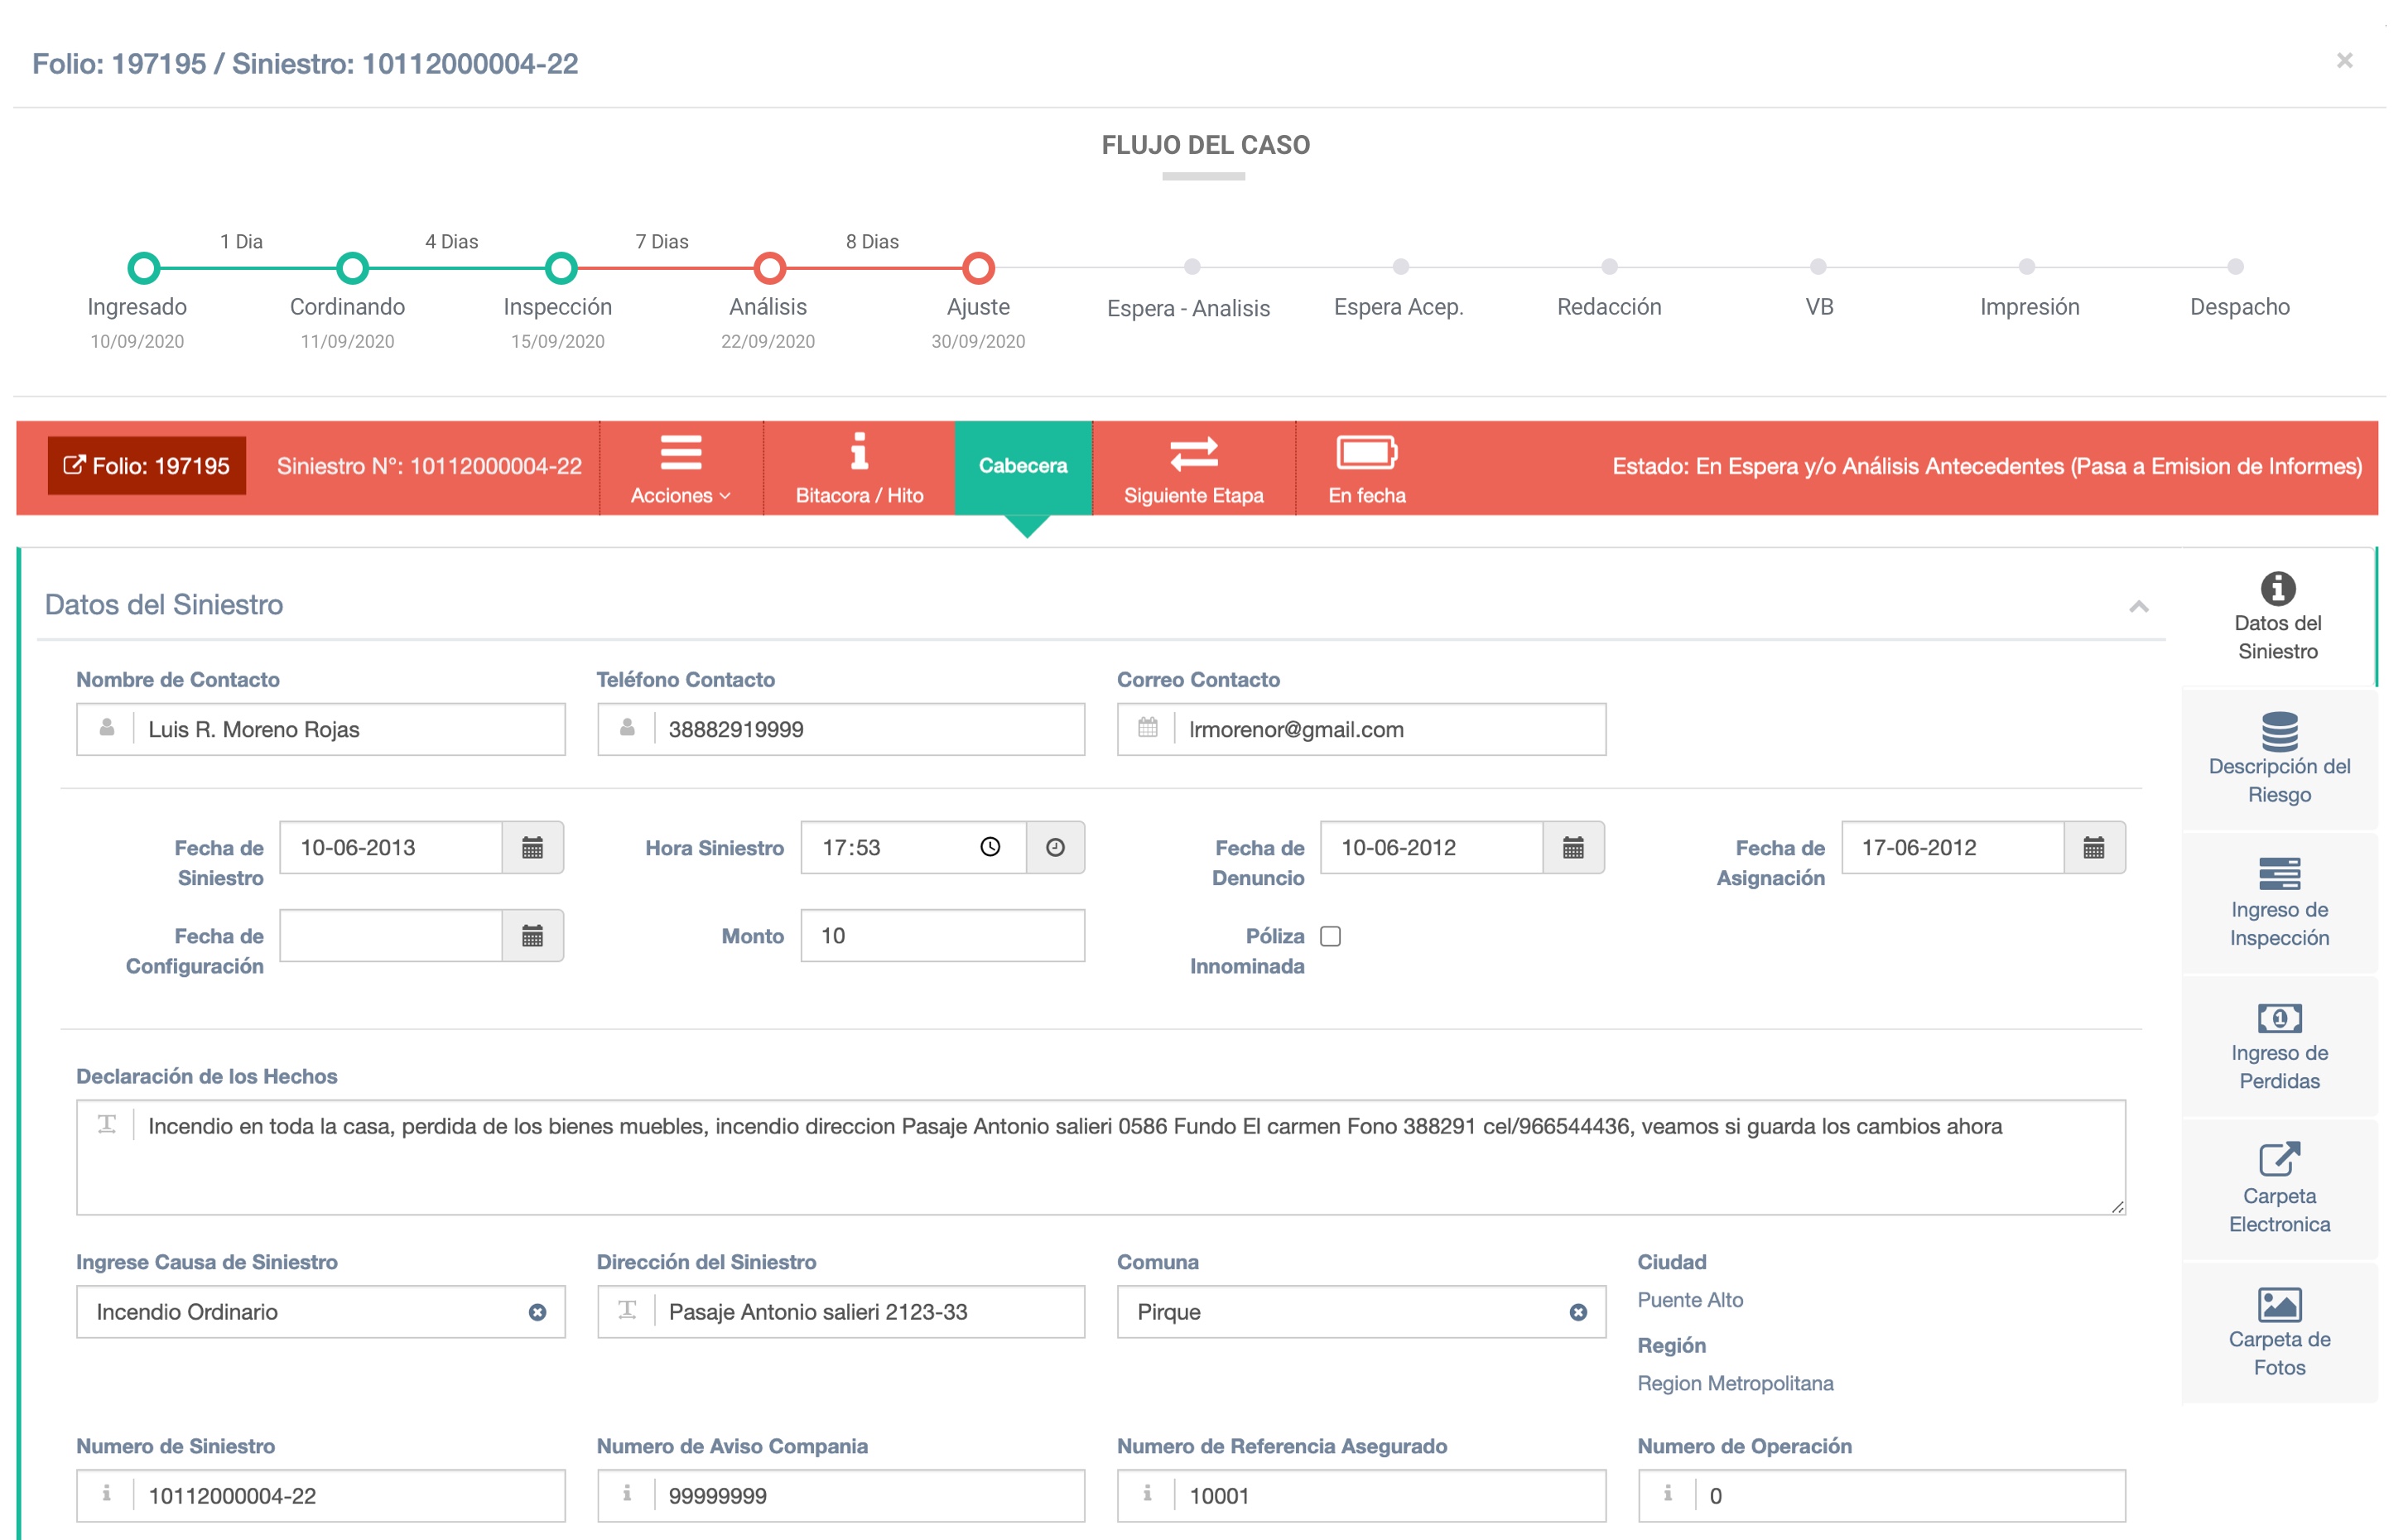 Folio: 197195 / Siniestro: 10112000004-22
×
FLUJO DEL CASO
1 Dia
4 Dias
7 Dias
8 Dias
Ingresado
Cordinando
Inspección
Análisis
Ajuste
Espera - Analisis
Espera Acep.
Redacción
VB
Impresión
Despacho
10/09/2020
11/09/2020
15/09/2020
22/09/2020
30/09/2020
Folio: 197195
Siniestro N°: 10112000004-22
Acciones
Bitacora / Hito
Cabecera
Siguiente Etapa
En fecha
Estado: En Espera y/o Análisis Antecedentes (Pasa a Emision de Informes)
Datos del Siniestro
Nombre de Contacto
Teléfono Contacto
Correo Contacto
Luis R. Moreno Rojas
38882919999
lrmorenor@gmail.com
Fecha de
Siniestro
10-06-2013
Hora Siniestro
17:53
Fecha de
Denuncio
10-06-2012
Fecha de
Asignación
17-06-2012
Fecha de
Configuración
Monto
10
Póliza
Innominada
Declaración de los Hechos
Incendio en toda la casa, perdida de los bienes muebles, incendio direccion Pasaje Antonio salieri 0586 Fundo El carmen Fono 388291 cel/966544436, veamos si guarda los cambios ahora
Ingrese Causa de Siniestro
Dirección del Siniestro
Comuna
Ciudad
Incendio Ordinario
Pasaje Antonio salieri 2123-33
Pirque
Puente Alto
Región
Region Metropolitana
Numero de Siniestro
Numero de Aviso Compania
Numero de Referencia Asegurado
Numero de Operación
10112000004-22
99999999
10001
0
Datos del
Siniestro
Descripción del
Riesgo
Ingreso de
Inspección
Ingreso de
Perdidas
Carpeta
Electronica
Carpeta de
Fotos